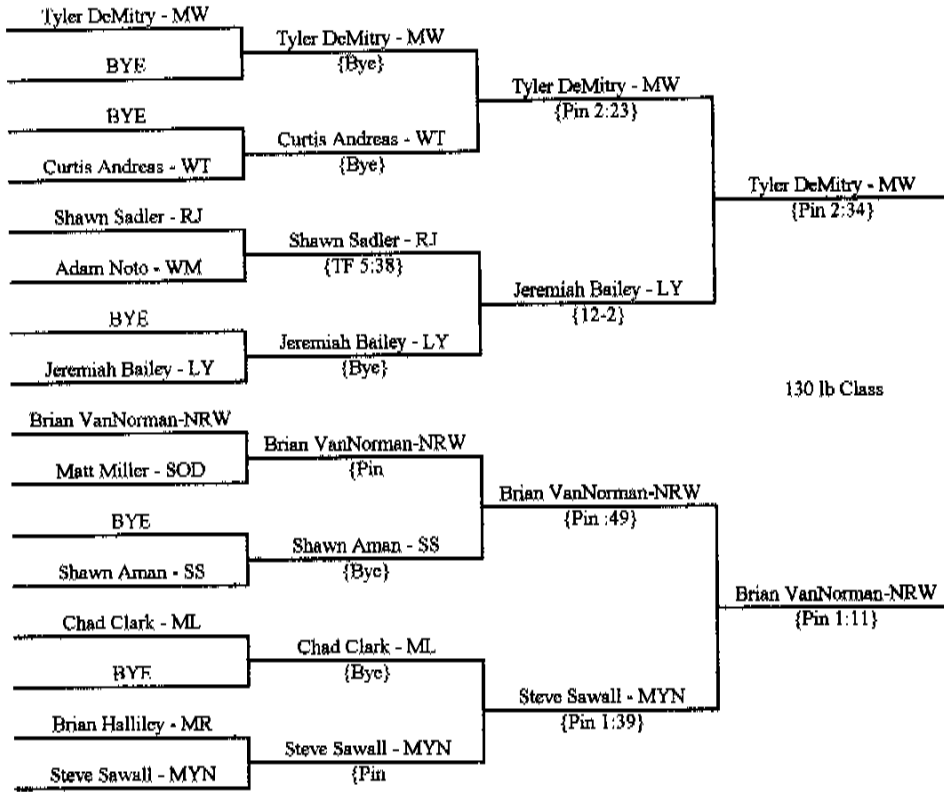 Tyler DeMitry - MW
BYE
BYE
Curtis Andreas - WT
Shawn Sadler - RJ
Adam Noto - WM
BYE
Jeremiah Bailey - LY
Brian VanNorman-NRW
Matt Miller - SOD
BYE
Shawn Aman - SS
Chad Clark - ML
BYE
Brian Halliley - MR
Steve Sawall - MYN
Tyler DeMitry - MW
{Bye}
Curtis Andreas - WT
{Bye}
Shawn Sadler - RJ
{TF 5:38}
Jeremiah Bailey - LY
{Bye}
Brian VanNorman-NRW
{Pin
Shawn Aman - SS
{Bye}
Chad Clark - ML
{Bye}
Steve Sawall - MYN
{Pin
Tyler DeMitry - MW
{Pin 2:23}
Jeremiah Bailey - LY
{12-2}
Brian VanNorman-NRW
{Pin :49}
Steve Sawall - MYN
{Pin 1:39}
Tyler DeMitry - MW
{Pin 2:34}
130 lb Class
Brian VanNorman-NRW
{Pin 1:11}